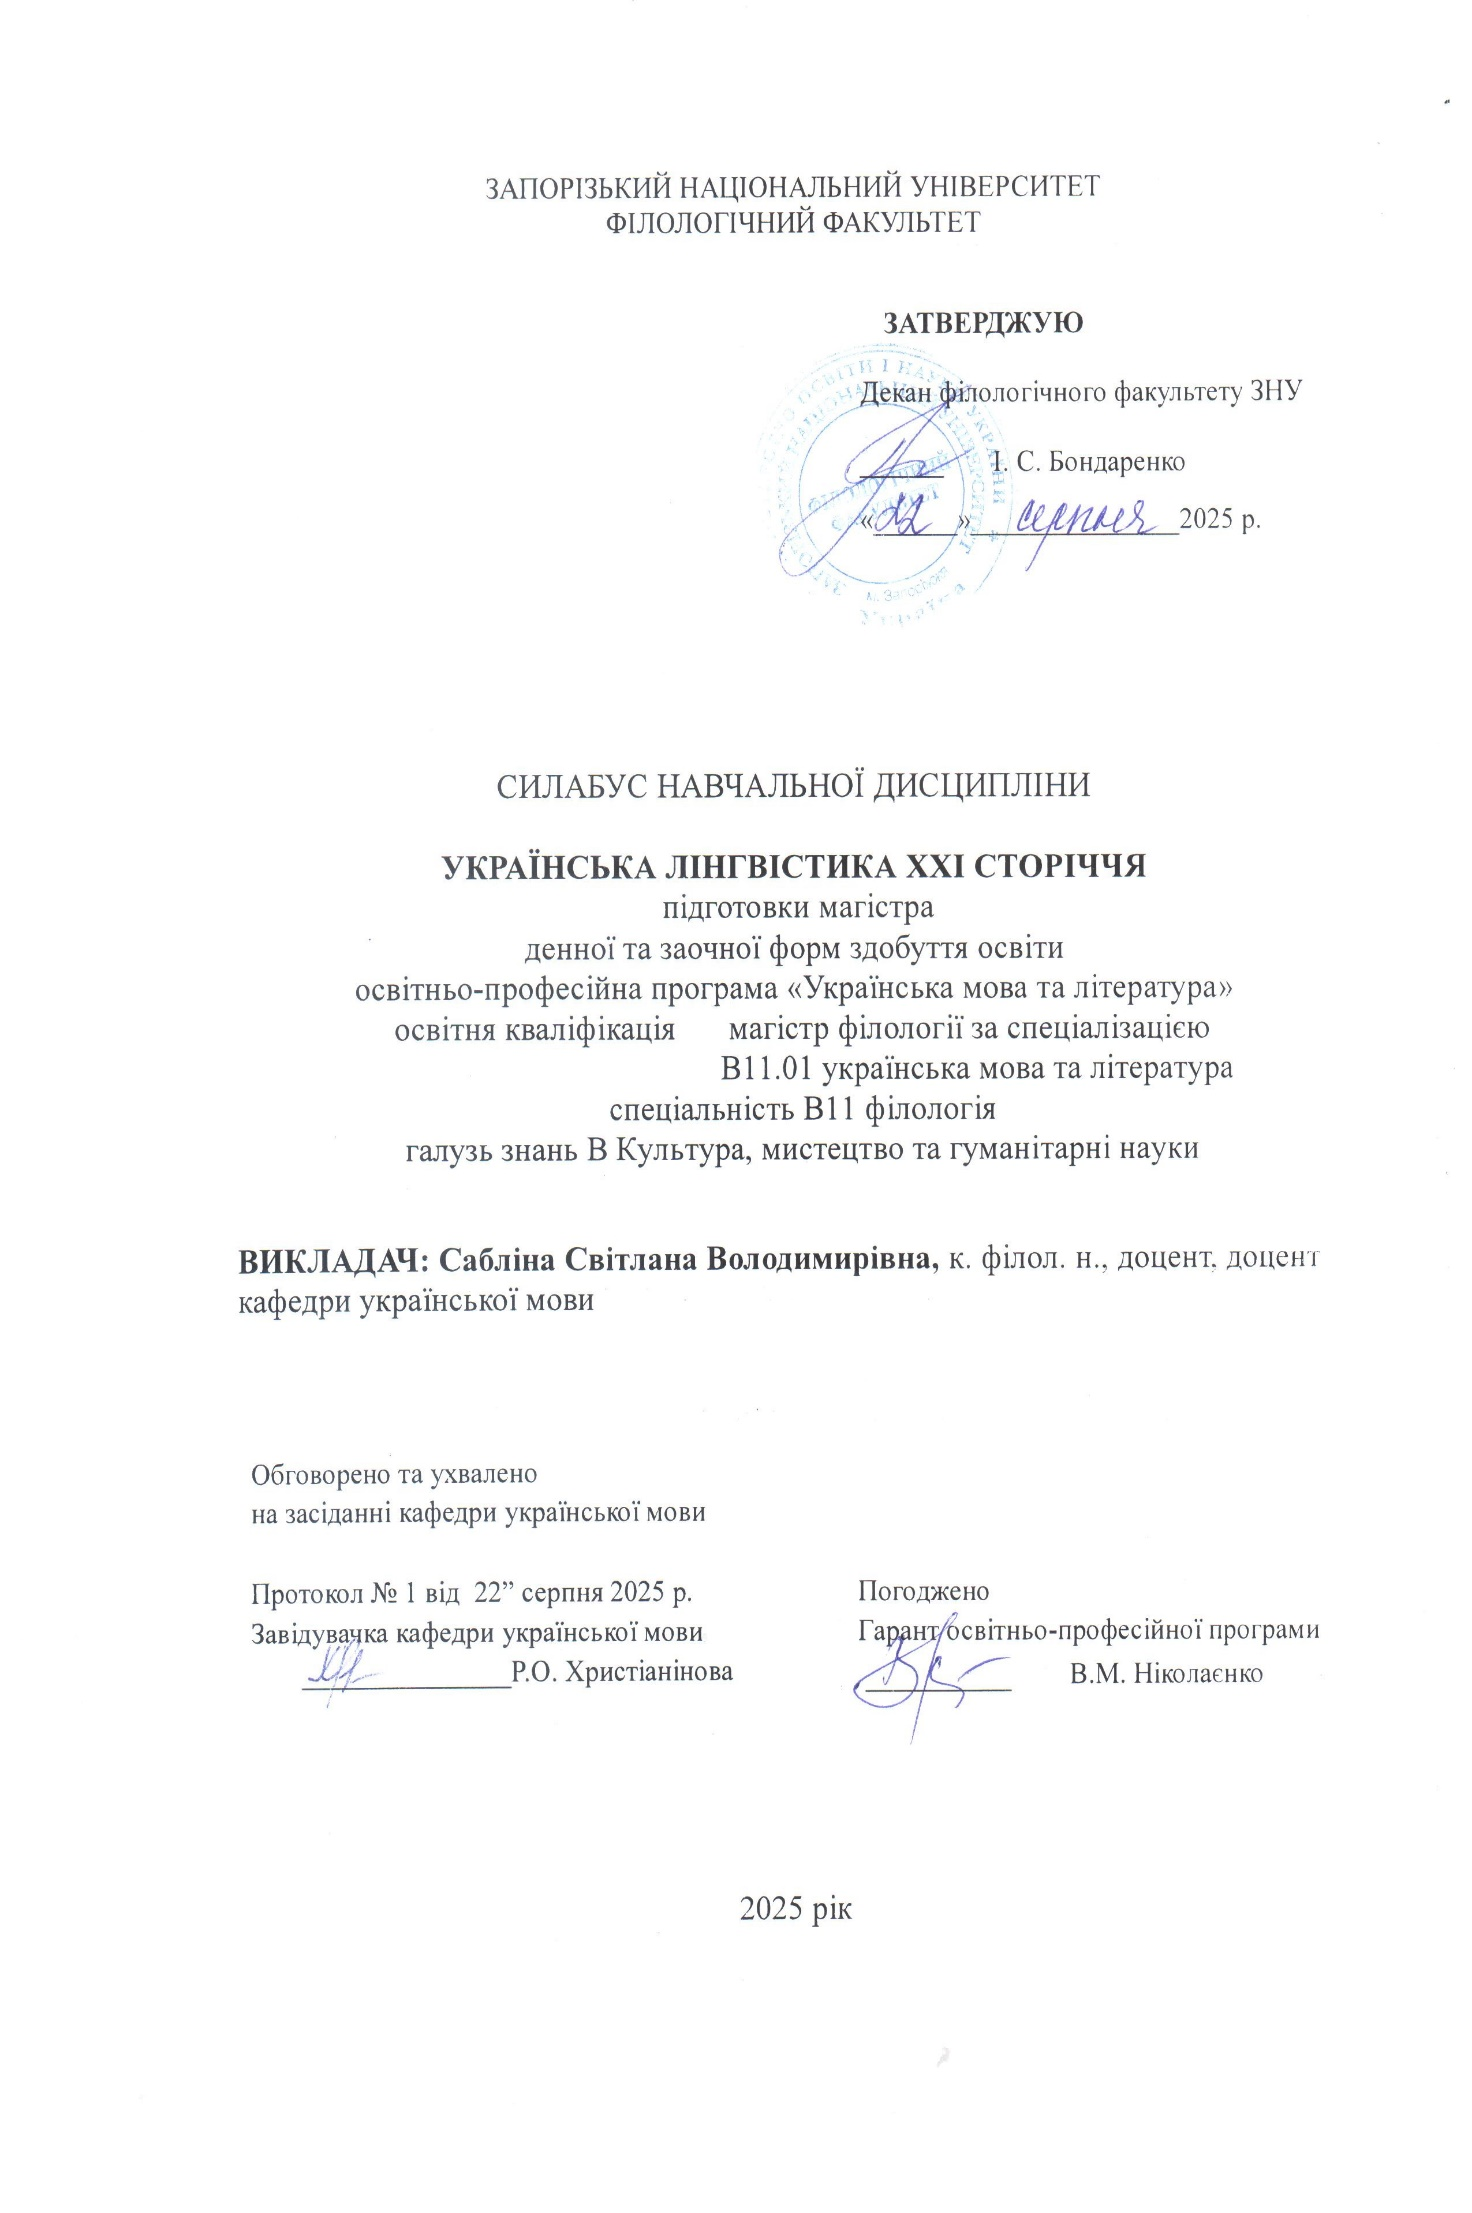 ЗАПОРІЗЬКИЙ НАЦІОНАЛЬНИЙ УНІВЕРСИТЕТ
ФІЛОЛОГІЧНИЙ ФАКУЛЬТЕТ
ЗАТВЕРДЖУЮ
Декан філологічного факультету ЗНУ
І. С. Бондаренко
«22» серпня 2025 р.
СИЛАБУС НАВЧАЛЬНОЇ ДИСЦИПЛІНИ
УКРАЇНСЬКА ЛІНГВІСТИКА ХХІ СТОРІЧЧЯ
підготовки магістра
денної та заочної форм здобуття освіти
освітньо-професійна програма «Українська мова та література»
освітня кваліфікація магістр філології за спеціалізацією
В11.01 українська мова та література
спеціальність В11 філологія
галузь знань В Культура, мистецтво та гуманітарні науки
ВИКЛАДАЧ: Сабліна Світлана Володимирівна, к. філол. н., доцент, доцент
кафедри української мови
Обговорено та ухвалено
на засіданні кафедри української мови
Протокол № 1 від 22” серпня 2025 р.
Завідувачка кафедри української мови
Р.О. Христіанінова
Погоджено
Гарант освітньо-професійної програми
В.М. Ніколаєнко
2025 рік